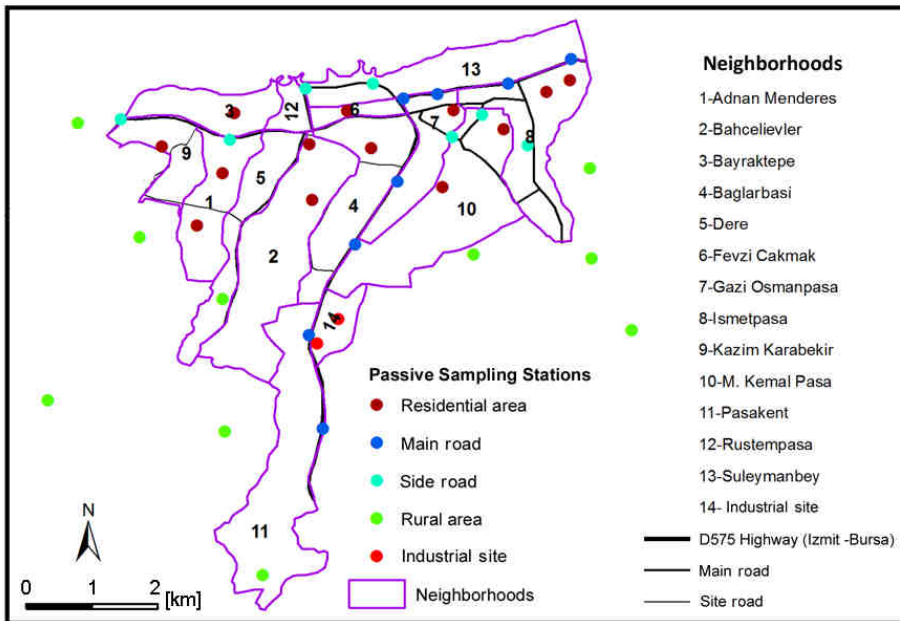 13
3
12
6
7
8
9
5
1
4
10
2
14
11
N
0 1 2 [km]
Passive Sampling Stations
Residential area
Main road
Side road
Rural area
Industrial site
Neighborhoods
Neighborhoods
1-Adnan Menderes
2-Bahcelievler
3-Bayraktepe
4-Baglarbasi
5-Dere
6-Fevzi Cakmak
7-Gazi Osmanpasa
8-Ismetpasa
9-Kazim Karabekir
10-M. Kemal Pasa
11-Pasakent
12-Rustempasa
13-Suleymanbey
14- Industrial site
D575 Highway (Izmit -Bursa)
Main road
Site road